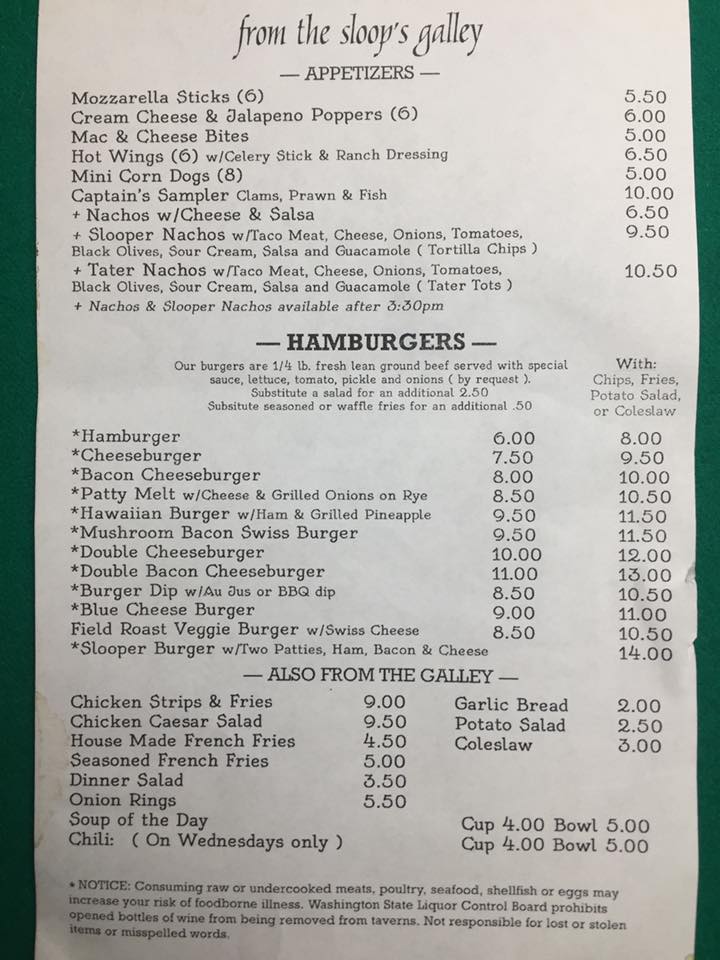 from the sloop's galley
— APPETIZERS —
Mozzarella Sticks (6) 5.50
Cream Cheese & Jalapeno Poppers (6) 6.00
Mac & Cheese Bites 5.00
Hot Wings (6) w/Celery Stick & Ranch Dressing 6.50
Mini Corn Dogs (8) 5.00
Captain's Sampler Clams, Prawn & Fish 10.00
+ Nachos w/Cheese & Salsa 6.50
+ Slooper Nachos w/Taco Meat, Cheese, Onions, Tomatoes, 9.50
Black Olives, Sour Cream, Salsa and Guacamole ( Tortilla Chips )
+ Tater Nachos w/Taco Meat, Cheese, Onions, Tomatoes, 10.50
Black Olives, Sour Cream, Salsa and Guacamole ( Tater Tots )
+ Nachos & Slooper Nachos available after 3:30pm
— HAMBURGERS —
Our burgers are 1/4 lb. fresh lean ground beef served with special
sauce, lettuce, tomato, pickle and onions ( by request ).
Substitute a salad for an additional 2.50
Subsitute seasoned or waffle fries for an additional .50
With:
Chips, Fries,
Potato Salad,
or Coleslaw
*Hamburger 6.00 8.00
*Cheeseburger 7.50 9.50
*Bacon Cheeseburger 8.00 10.00
*Patty Melt w/Cheese & Grilled Onions on Rye 8.50 10.50
*Hawaiian Burger w/Ham & Grilled Pineapple 9.50 11.50
*Mushroom Bacon Swiss Burger 9.50 11.50
*Double Cheeseburger 10.00 12.00
*Double Bacon Cheeseburger 11.00 13.00
*Burger Dip w/Au Jus or BBQ dip 8.50 10.50
*Blue Cheese Burger 9.00 11.00
Field Roast Veggie Burger w/Swiss Cheese 8.50 10.50
*Slooper Burger w/Two Patties, Ham, Bacon & Cheese 14.00
— ALSO FROM THE GALLEY —
Chicken Strips & Fries 9.00 Garlic Bread 2.00
Chicken Caesar Salad 9.50 Potato Salad 2.50
House Made French Fries 4.50 Coleslaw 3.00
Seasoned French Fries 5.00
Dinner Salad 3.50
Onion Rings 5.50
Soup of the Day Cup 4.00 Bowl 5.00
Chili: ( On Wednesdays only ) Cup 4.00 Bowl 5.00
* NOTICE: Consuming raw or undercooked meats, poultry, seafood, shellfish or eggs may
increase your risk of foodborne illness. Washington State Liquor Control Board prohibits
opened bottles of wine from being removed from taverns. Not responsible for lost or stolen
items or misspelled words.